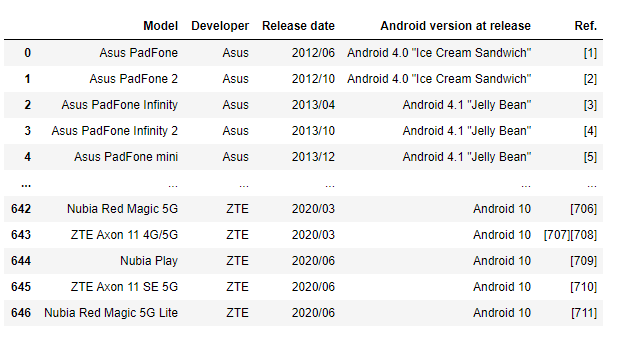 Model Developer Release date Android version at release Ref.
0 Asus PadFone Asus 2012/06 Android 4.0 "Ice Cream Sandwich" [1]
1 Asus PadFone 2 Asus 2012/10 Android 4.0 "Ice Cream Sandwich" [2]
2 Asus PadFone Infinity Asus 2013/04 Android 4.1 "Jelly Bean" [3]
3 Asus PadFone Infinity 2 Asus 2013/10 Android 4.1 "Jelly Bean" [4]
4 Asus PadFone mini Asus 2013/12 Android 4.1 "Jelly Bean" [5]
... ... ... ... ... ...
642 Nubia Red Magic 5G ZTE 2020/03 Android 10 [706]
643 ZTE Axon 11 4G/5G ZTE 2020/03 Android 10 [707][708]
644 Nubia Play ZTE 2020/06 Android 10 [709]
645 ZTE Axon 11 SE 5G ZTE 2020/06 Android 10 [710]
646 Nubia Red Magic 5G Lite ZTE 2020/06 Android 10 [711]